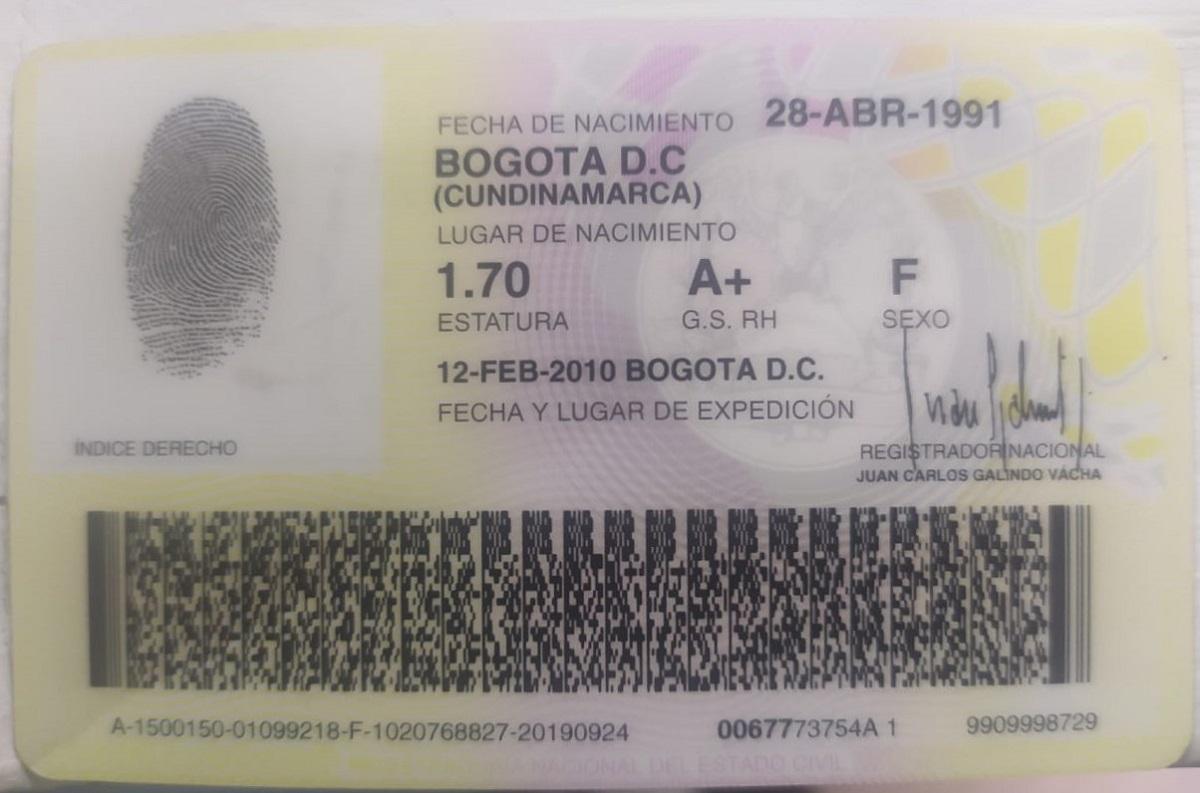 FECHA DE NACIMIENTO 28-ABR-1991
BOGOTA D.C
(CUNDINAMARCA)
LUGAR DE NACIMIENTO
1.70 A+ F
ESTATURA G.S. RH SEXO
12-FEB-2010 BOGOTA D.C.
FECHA Y LUGAR DE EXPEDICIÓN
ÍNDICE DERECHO
REGISTRADOR NACIONAL
JUAN CARLOS GALINDO VACHA
A-1500150-01099218-F-1020768827-20190924 0067773754A 1 9909998729
NACIONAL DEL ESTADO CIVIL